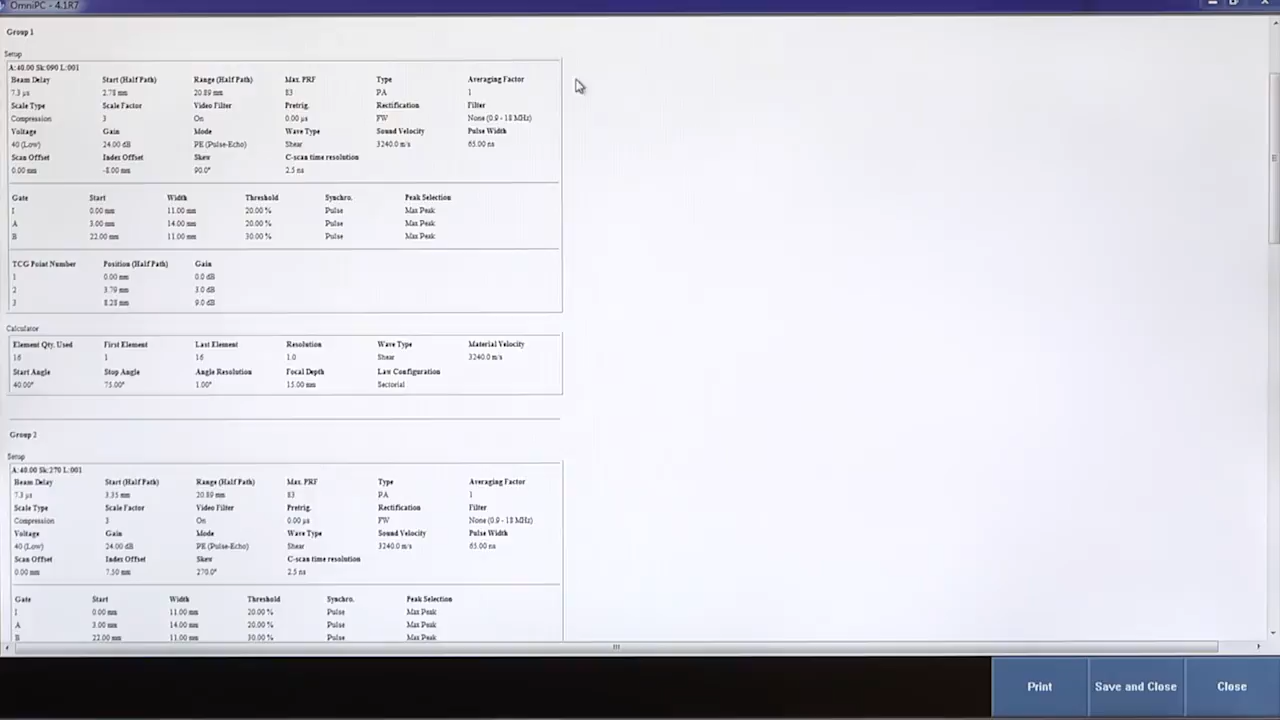 OmniPC - 4.1R7
Group 1
Setup
A:40.00 Sk:090 L:001
Beam Delay Start (Half Path) Range (Half Path) Max. PRF Type Averaging Factor
7.3 µs 2.78 mm 20.89 mm 83 PA 1
Scale Type Scale Factor Video Filter Pretrig. Rectification Filter
Compression 3 On 0.00 µs FW None (0.9 - 18 MHz)
Voltage Gain Mode Wave Type Sound Velocity Pulse Width
40 (Low) 24.00 dB PE (Pulse-Echo) Shear 3240.0 m/s 65.00 ns
Scan Offset Index Offset Skew C-scan time resolution
0.00 mm -8.00 mm 90.0° 2.5 ns
Gate Start Width Threshold Synchro. Peak Selection
I 0.00 mm 11.00 mm 20.00 % Pulse Max Peak
A 3.00 mm 14.00 mm 20.00 % Pulse Max Peak
B 22.00 mm 11.00 mm 30.00 % Pulse Max Peak
TCG Point Number Position (Half Path) Gain
1 0.00 mm 0.0 dB
2 3.79 mm 3.0 dB
3 8.28 mm 9.0 dB
Calculator
Element Qty. Used First Element Last Element Resolution Wave Type Material Velocity
16 1 16 1.0 Shear 3240.0 m/s
Start Angle Stop Angle Angle Resolution Focal Depth Law Configuration
40.00° 75.00° 1.00° 15.00 mm Sectorial
Group 2
Setup
A:40.00 Sk:270 L:001
Beam Delay Start (Half Path) Range (Half Path) Max. PRF Type Averaging Factor
7.3 µs 3.35 mm 20.89 mm 83 PA 1
Scale Type Scale Factor Video Filter Pretrig. Rectification Filter
Compression 3 On 0.00 µs FW None (0.9 - 18 MHz)
Voltage Gain Mode Wave Type Sound Velocity Pulse Width
40 (Low) 24.00 dB PE (Pulse-Echo) Shear 3240.0 m/s 65.00 ns
Scan Offset Index Offset Skew C-scan time resolution
0.00 mm 7.50 mm 270.0° 2.5 ns
Gate Start Width Threshold Synchro. Peak Selection
I 0.00 mm 11.00 mm 20.00 % Pulse Max Peak
A 3.00 mm 14.00 mm 20.00 % Pulse Max Peak
B 22.00 mm 11.00 mm 30.00 % Pulse Max Peak
Print Save and Close Close